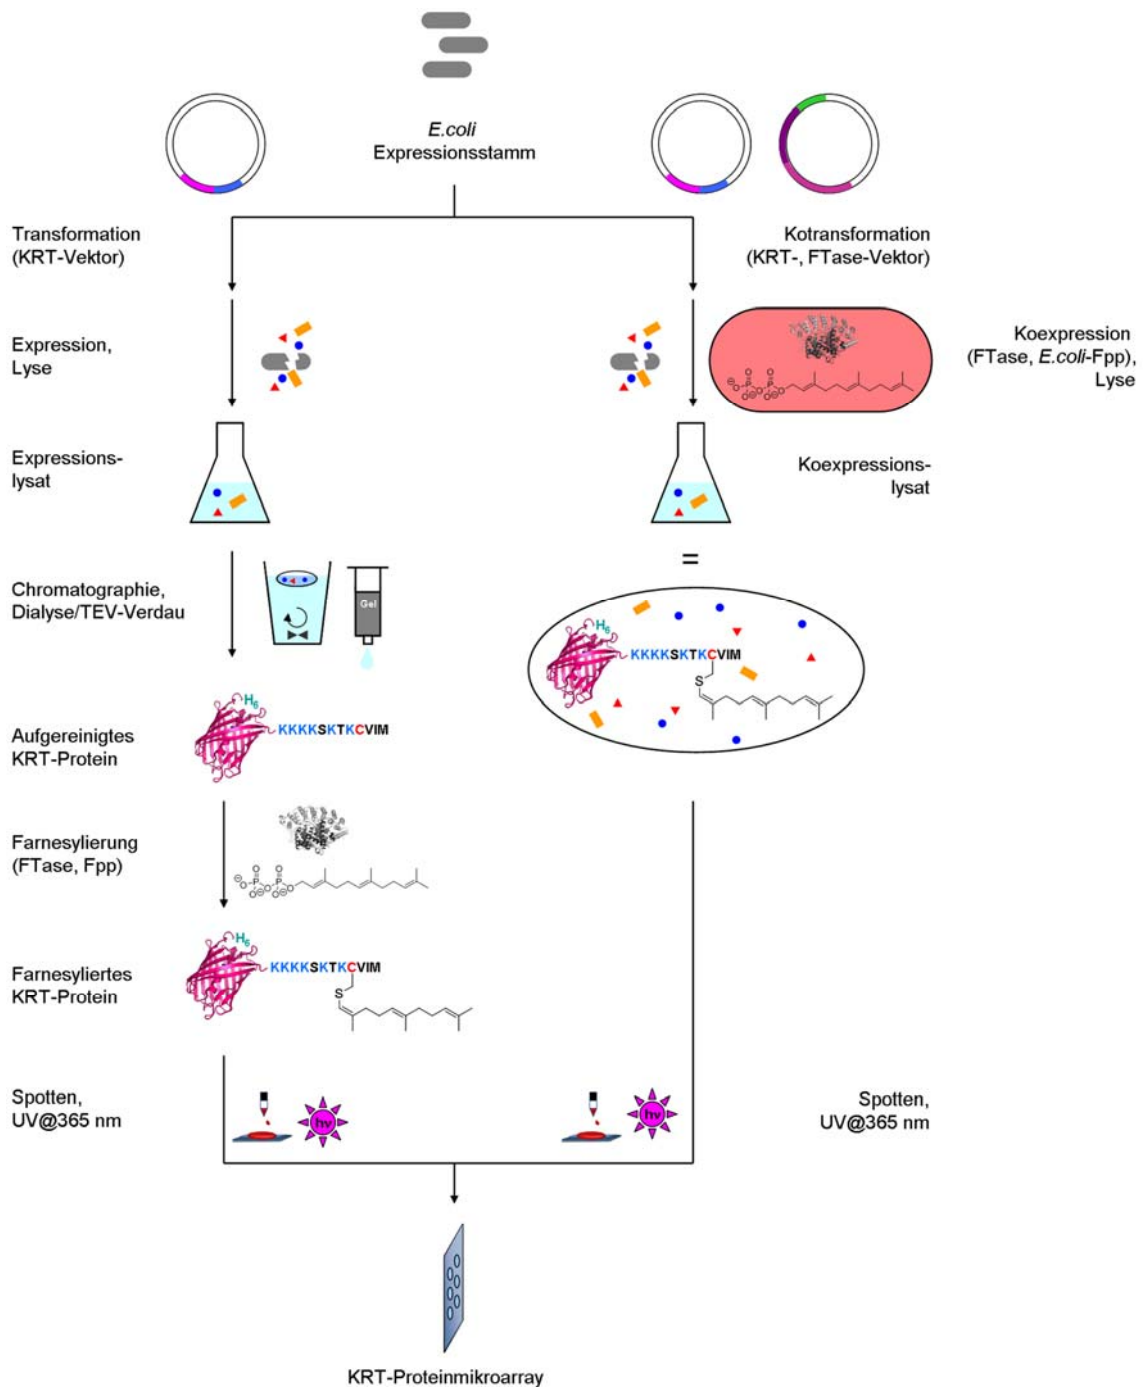 E.coli
Expressionsstamm
Transformation
(KRT-Vektor)
Kotransformation
(KRT-, FTase-Vektor)
Expression,
Lyse
Koexpression
(FTase, E.coli-Fpp),
Lyse
O O
⊖O P O P O
O⊖ O⊖
Expressions-
lysat
Koexpressions-
lysat
=
Chromatographie,
Dialyse/TEV-Verdau
Gel
H6
KKKKSKTKCVIM
S
H6
KKKKSKTKCVIM
Aufgereinigtes
KRT-Protein
Farnesylierung
(FTase, Fpp)
O O
⊖O P O P O
O⊖ O⊖
H6
KKKKSKTKCVIM
S
Farnesyliertes
KRT-Protein
Spotten,
UV@365 nm
hν
hν
Spotten,
UV@365 nm
KRT-Proteinmikroarray